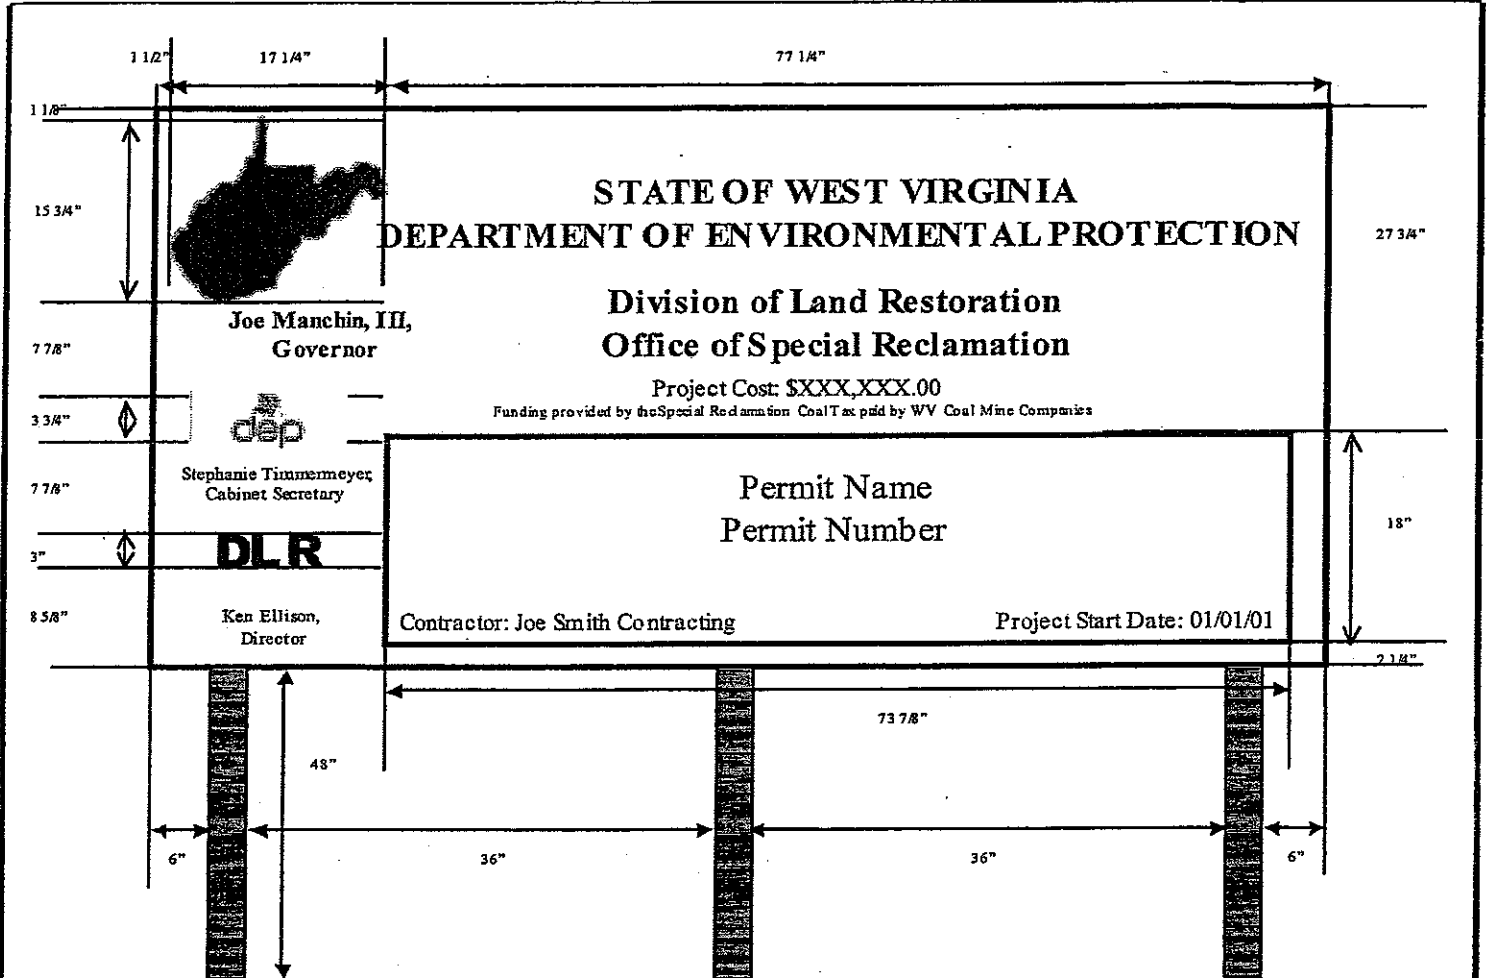 1 1/2" 17 1/4" 77 1/4"
1 1/8"
15 3/4"
STATE OF WEST VIRGINIA
DEPARTMENT OF ENVIRONMENTAL PROTECTION
27 3/4"
Division of Land Restoration
Office of Special Reclamation
Joe Manchin, III,
Governor
7 7/8"
Project Cost: $XXX,XXX.00
Funding provided by the Special Reclamation Coal Tax paid by WV Coal Mine Companies
3 3/4"
dep
Stephanie Timmermeyer,
Cabinet Secretary
7 7/8"
Permit Name
Permit Number
18"
DLR
3"
8 5/8"
Ken Ellison,
Director
Contractor: Joe Smith Contracting Project Start Date: 01/01/01
2 1/4"
73 7/8"
48"
6" 36" 36" 6"